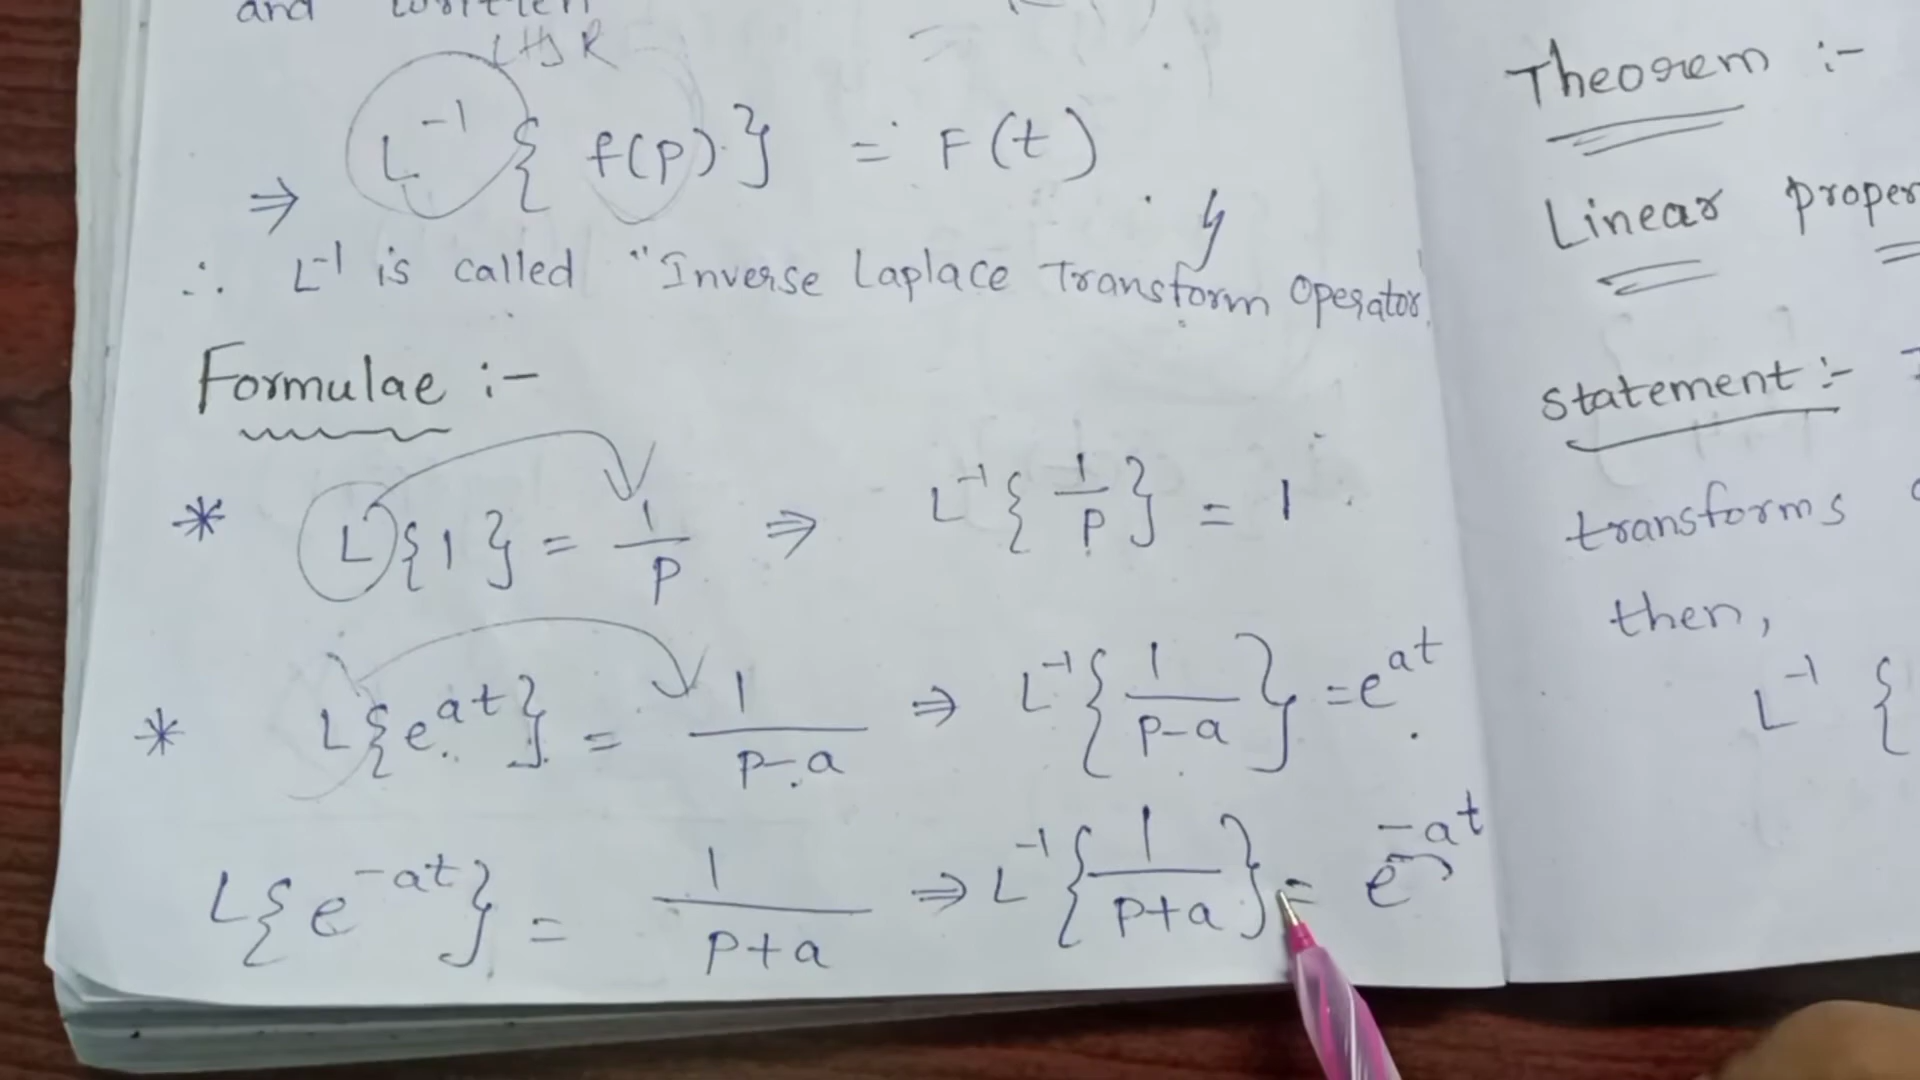 and written
LHS R
⇒ L⁻¹ { f(p) } = F(t)
∴ L⁻¹ is called "Inverse Laplace Transform Operator.
Formulae :-
* L{1} = 1/p ⇒ L⁻¹{1/p} = 1
* L{e^at} = 1/(p-a) ⇒ L⁻¹{1/(p-a)} = e^at.
L{e^-at} = 1/(p+a) ⇒ L⁻¹{1/(p+a)} = e^-at
Theorem :-
Linear proper
Statement :-
transforms
then,
L⁻¹ {